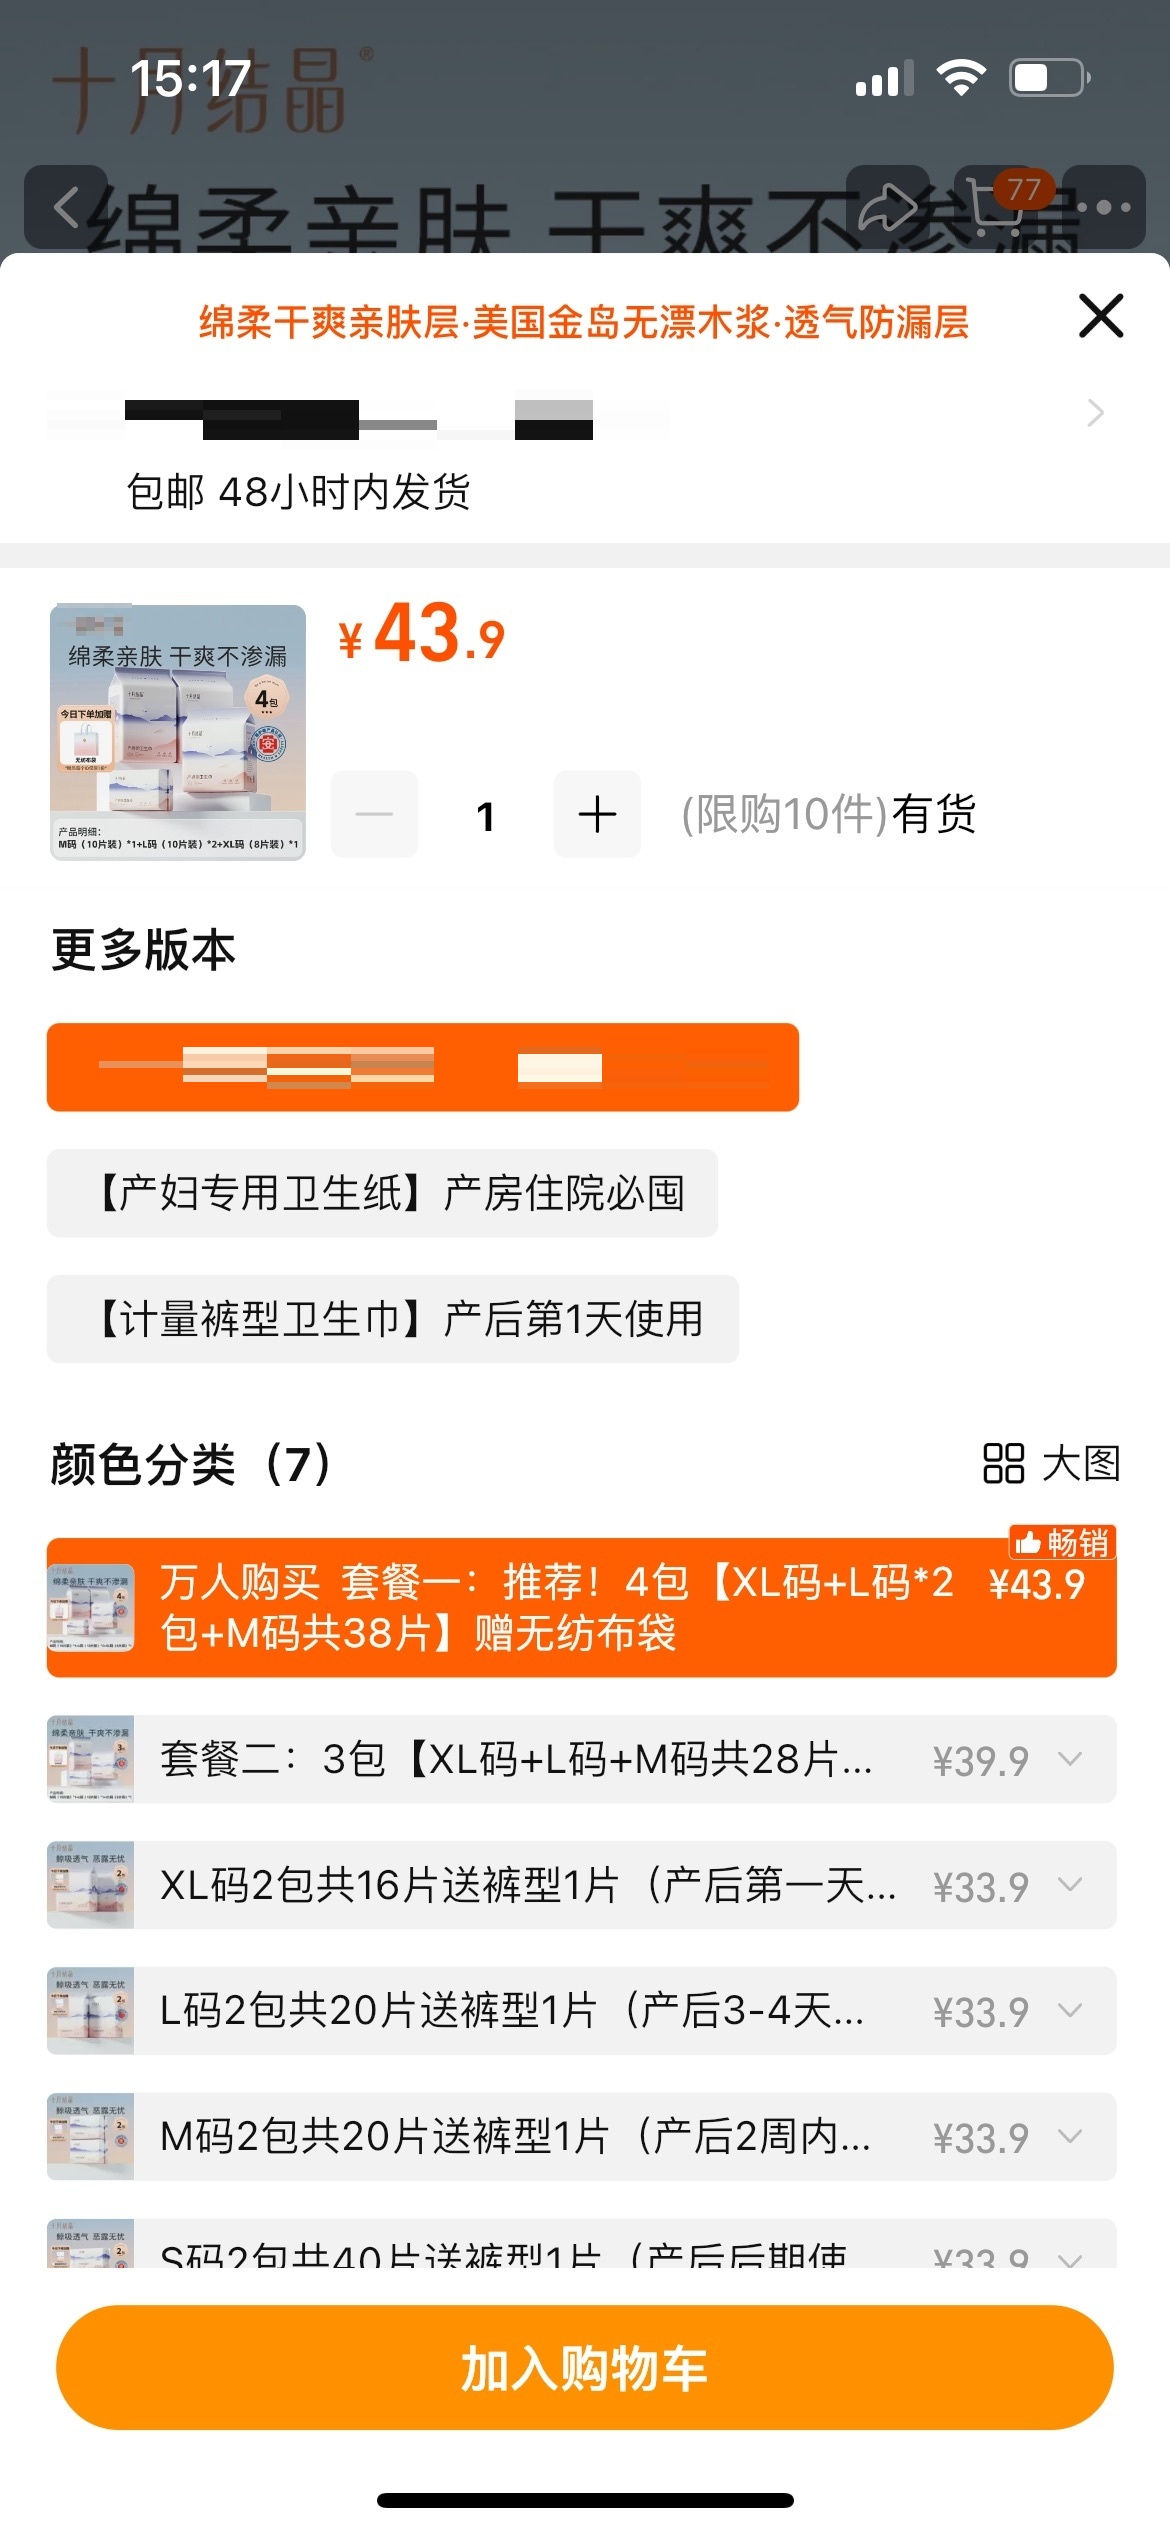 十月结晶®
15:17
绵柔亲肤 干爽不渗漏
77
绵柔干爽亲肤层·美国金岛无漂木浆·透气防漏层
包邮 48小时内发货
绵柔亲肤 干爽不渗漏
4包
今日下单加赠
无纺布袋
产品明细:
M码（10片装）*1+L码（10片装）*2+XL码（8片装）*1
¥43.9
1
(限购10件)有货
更多版本
【产妇专用卫生纸】产房住院必囤
【计量裤型卫生巾】产后第1天使用
颜色分类（7）
大图
畅销
万人购买 套餐一：推荐！4包【XL码+L码*2 ¥43.9
包+M码共38片】赠无纺布袋
套餐二：3包【XL码+L码+M码共28片... ¥39.9
XL码2包共16片送裤型1片（产后第一天... ¥33.9
L码2包共20片送裤型1片（产后3-4天... ¥33.9
M码2包共20片送裤型1片（产后2周内... ¥33.9
S码2包共40片送裤型1片（产后后期使 ¥33.9
加入购物车